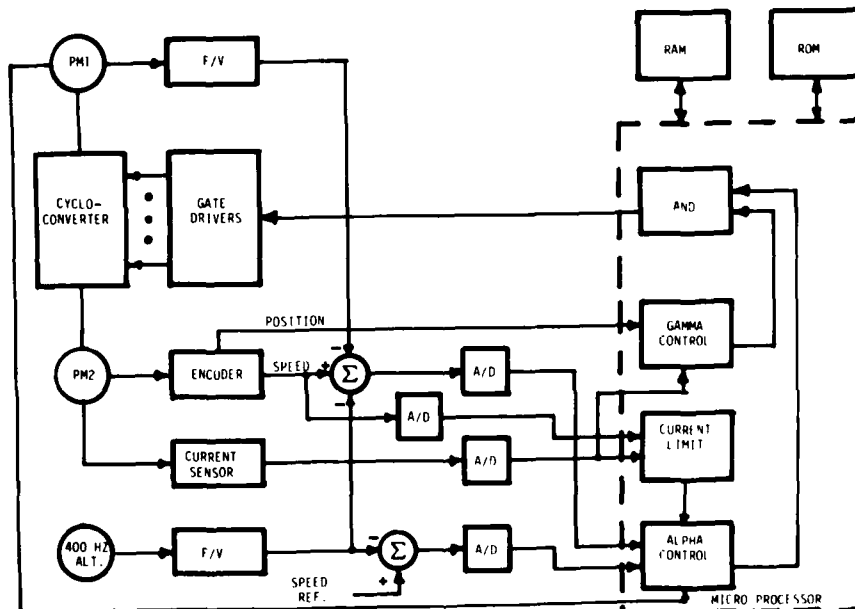 PM1
F/V
RAM
ROM
CYCLO-
CONVERTER
GATE
DRIVERS
AND
POSITION
GAMMA
CONTROL
PM2
ENCODER
SPEED
-
+
Σ
-
A/D
A/D
CURRENT
LIMIT
CURRENT
SENSOR
A/D
400 HZ
ALT.
F/V
-
Σ
+
A/D
ALPHA
CONTROL
SPEED
REF.
MICRO PROCESSOR